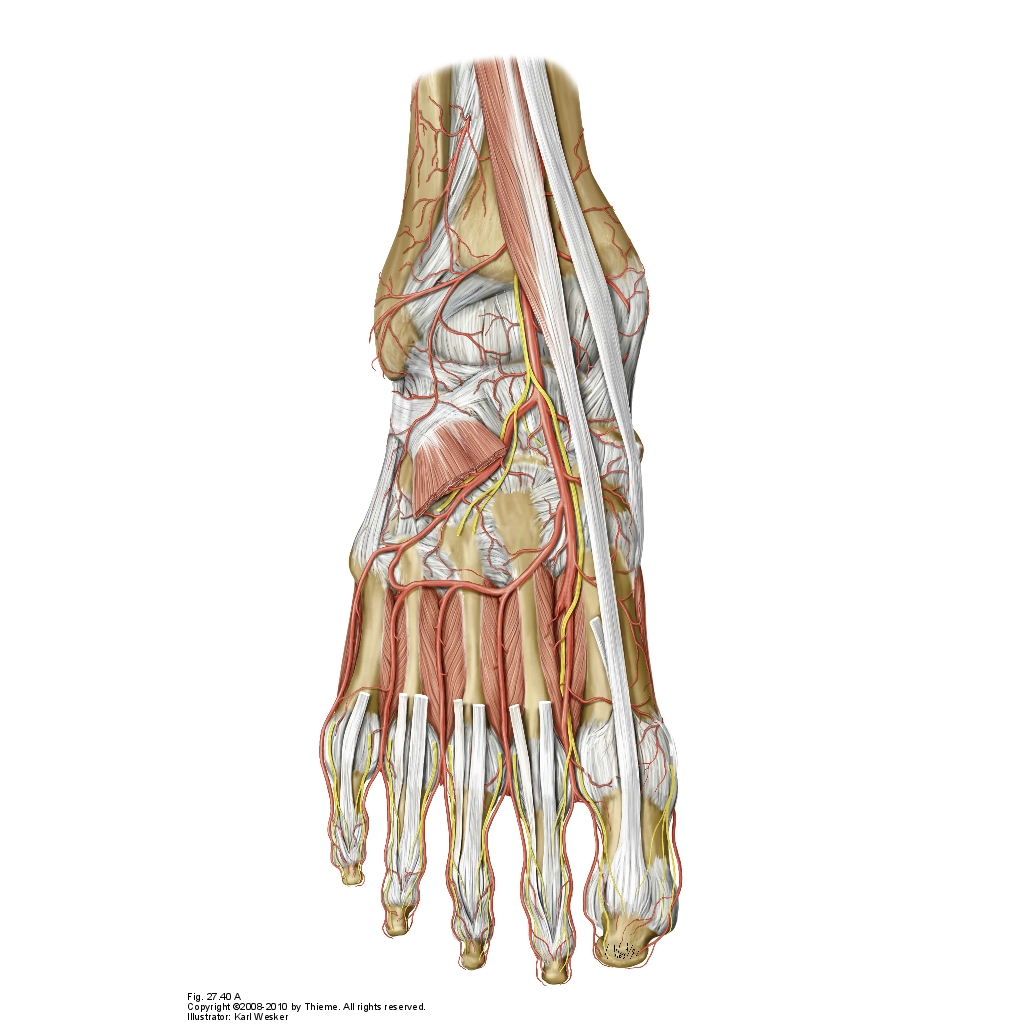 Fig. 27.40 A
Copyright ©2008-2010 by Thieme. All rights reserved.
Illustrator: Karl Wesker